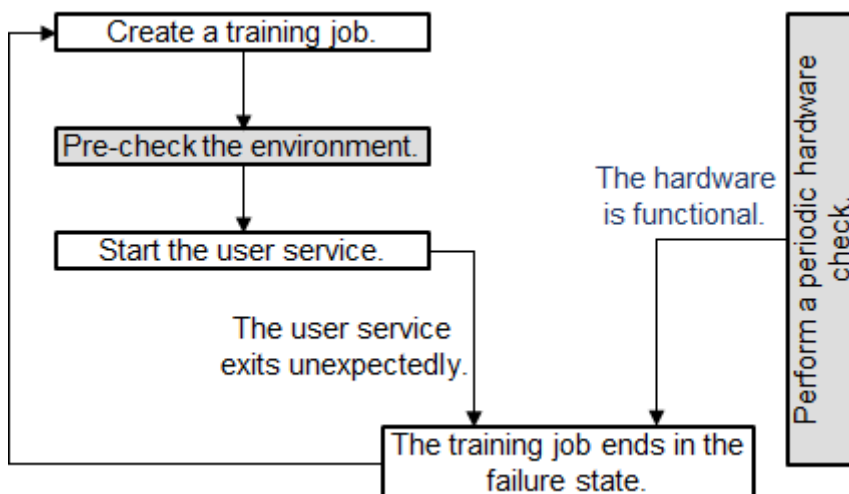 Create a training job.
Pre-check the environment.
The hardware
is functional.
Start the user service.
The user service
exits unexpectedly.
Perform a periodic hardware
check.
The training job ends in the
failure state.